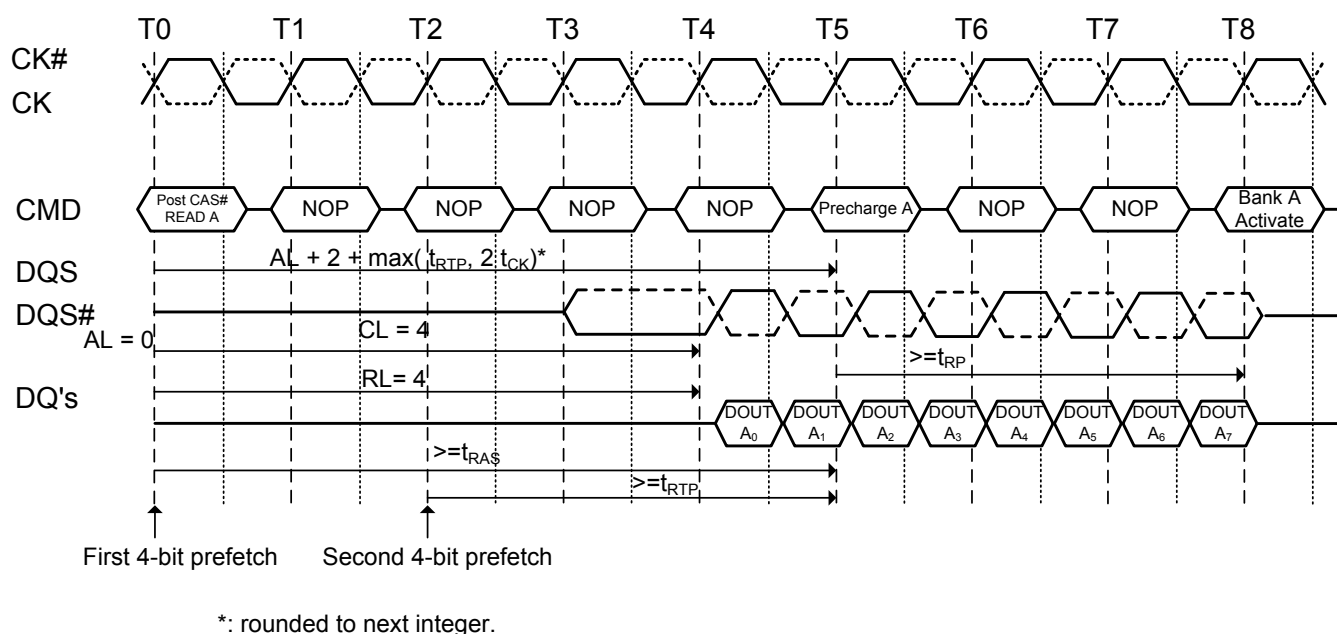 T0 T1 T2 T3 T4 T5 T6 T7 T8
CK#
CK
CMD
Post CAS#
READ A
NOP NOP NOP NOP Precharge A NOP NOP
Bank A
Activate
DQS
AL + 2 + max( tRTP, 2 tCK)*
DQS#
AL = 0
CL = 4
>=tRP
RL= 4
DQ's
DOUT A0 DOUT A1 DOUT A2 DOUT A3 DOUT A4 DOUT A5 DOUT A6 DOUT A7
>=tRAS
>=tRTP
First 4-bit prefetch Second 4-bit prefetch
*: rounded to next integer.